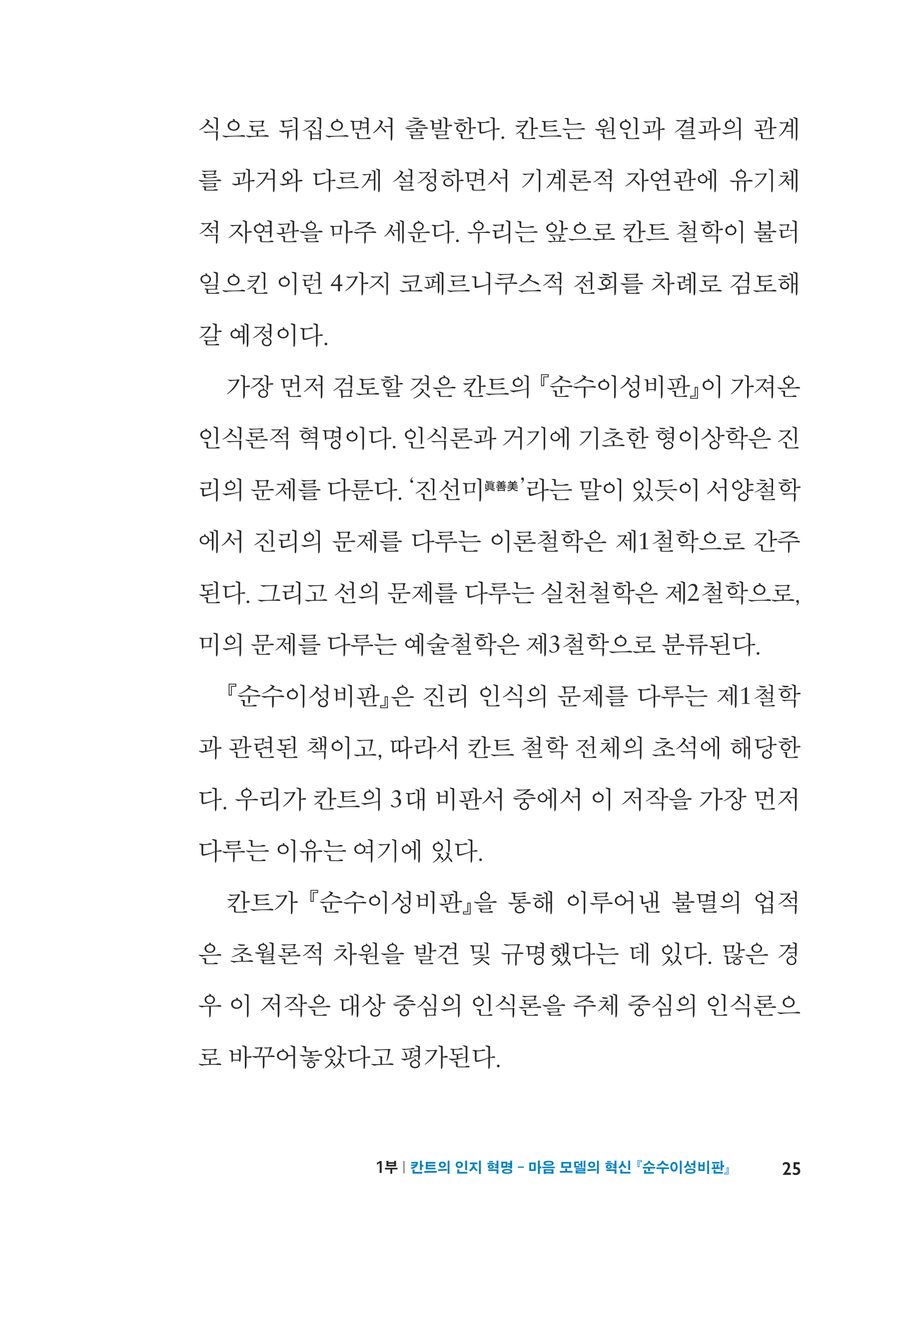 식으로 뒤집으면서 출발한다. 칸트는 원인과 결과의 관계
를 과거와 다르게 설정하면서 기계론적 자연관에 유기체
적 자연관을 마주 세운다. 우리는 앞으로 칸트 철학이 불러
일으킨 이런 4가지 코페르니쿠스적 전회를 차례로 검토해
갈 예정이다.
가장 먼저 검토할 것은 칸트의 『순수이성비판』이 가져온
인식론적 혁명이다. 인식론과 거기에 기초한 형이상학은 진
리의 문제를 다룬다. ‘진선미眞善美’라는 말이 있듯이 서양철학
에서 진리의 문제를 다루는 이론철학은 제1철학으로 간주
된다. 그리고 선의 문제를 다루는 실천철학은 제2철학으로,
미의 문제를 다루는 예술철학은 제3철학으로 분류된다.
『순수이성비판』은 진리 인식의 문제를 다루는 제1철학
과 관련된 책이고, 따라서 칸트 철학 전체의 초석에 해당한
다. 우리가 칸트의 3대 비판서 중에서 이 저작을 가장 먼저
다루는 이유는 여기에 있다.
칸트가 『순수이성비판』을 통해 이루어낸 불멸의 업적
은 초월론적 차원을 발견 및 규명했다는 데 있다. 많은 경
우 이 저작은 대상 중심의 인식론을 주체 중심의 인식론으
로 바꾸어놓았다고 평가된다.
1부 | 칸트의 인지 혁명 – 마음 모델의 혁신 『순수이성비판』 25